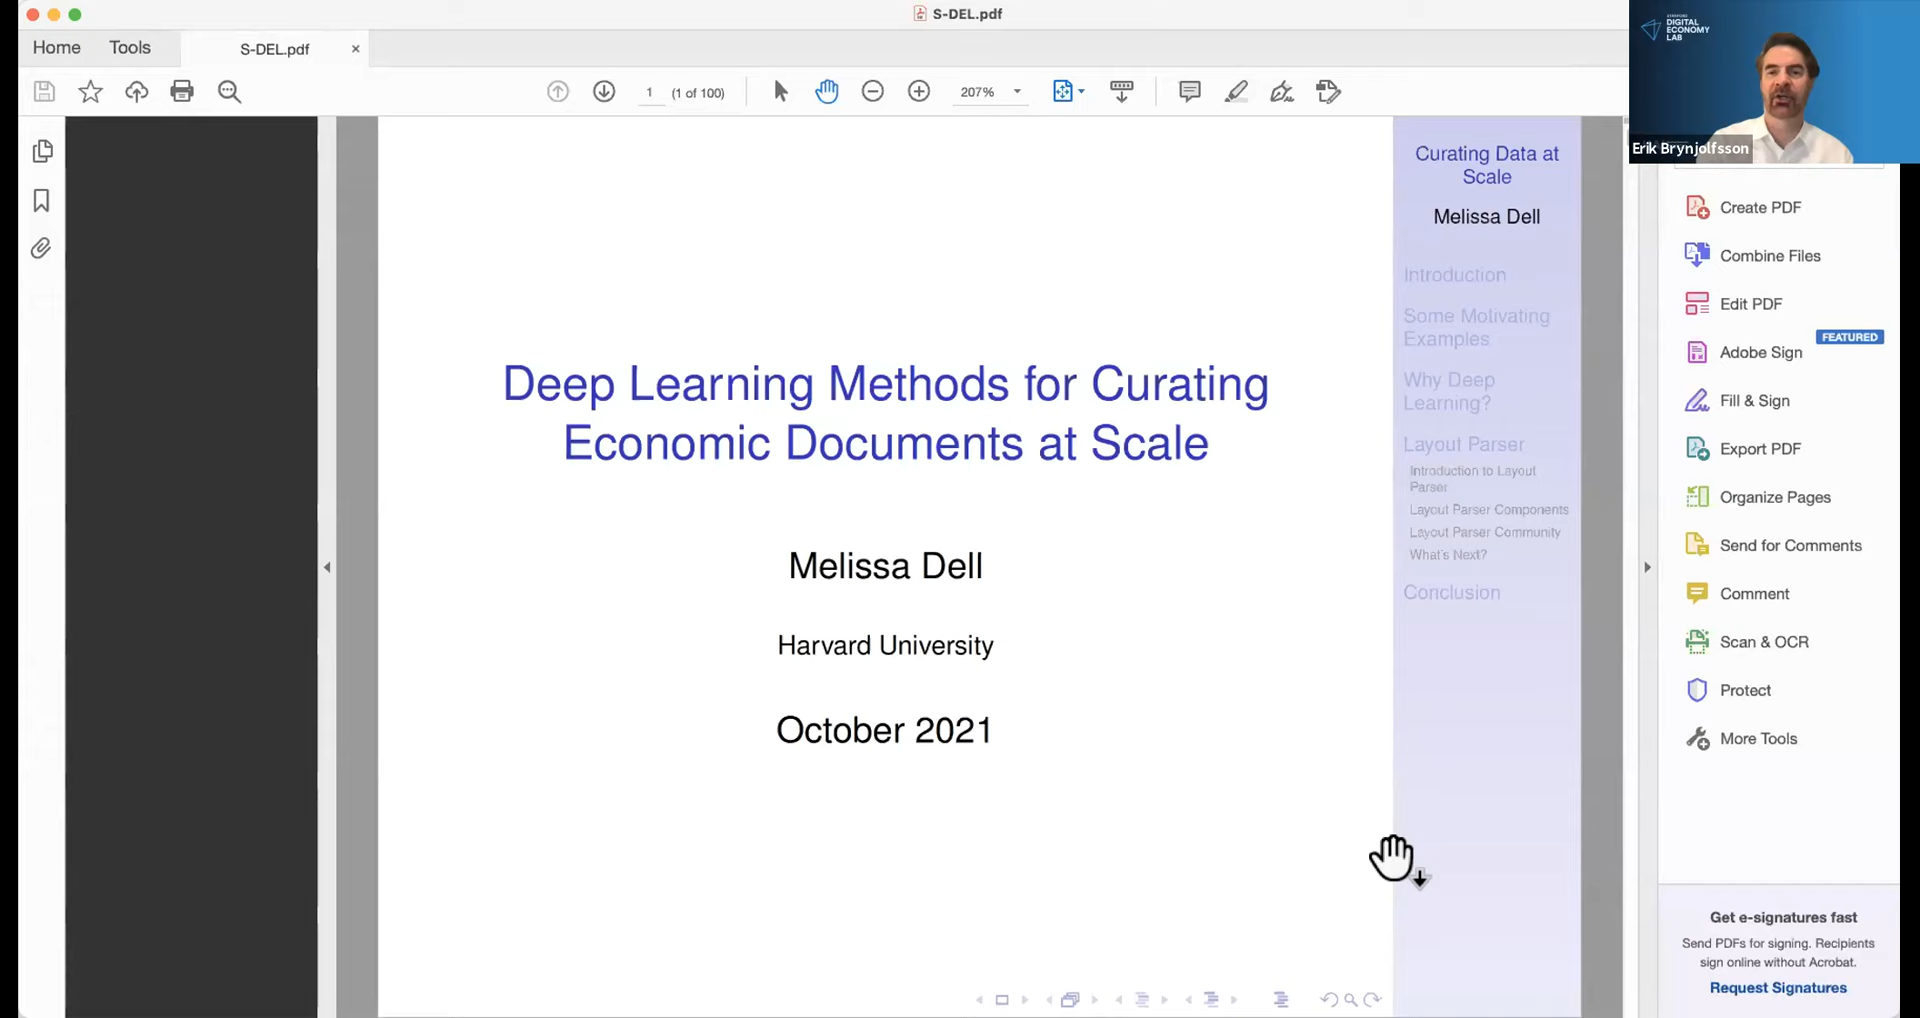 S-DEL.pdf
Home
Tools
S-DEL.pdf
1
(1 of 100)
207%
STANFORD
DIGITAL
ECONOMY
LAB
Erik Brynjolfsson
Deep Learning Methods for Curating
Economic Documents at Scale
Melissa Dell
Harvard University
October 2021
Curating Data at
Scale
Melissa Dell
Introduction
Some Motivating
Examples
Why Deep
Learning?
Layout Parser
Introduction to Layout
Parser
Layout Parser Components
Layout Parser Community
What's Next?
Conclusion
Create PDF
Combine Files
Edit PDF
FEATURED
Adobe Sign
Fill & Sign
Export PDF
Organize Pages
Send for Comments
Comment
Scan & OCR
Protect
More Tools
Get e-signatures fast
Send PDFs for signing. Recipients
sign online without Acrobat.
Request Signatures